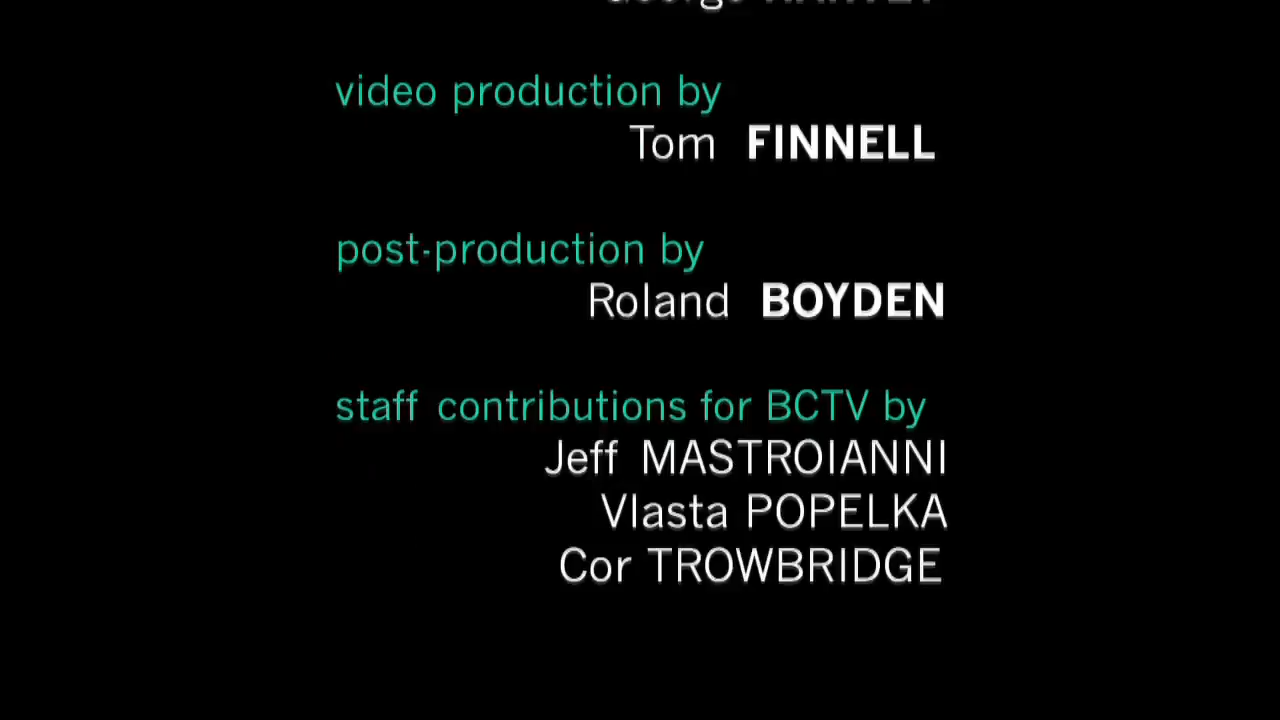 George
video production by
Tom FINNELL
post-production by
Roland BOYDEN
staff contributions for BCTV by
Jeff MASTROIANNI
Vlasta POPELKA
Cor TROWBRIDGE